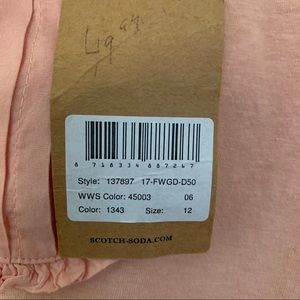 49
8 718334 887267
Style: 137897 17-FWGD-D50
WWS Color: 45003 06
Color: 1343 Size: 12
SCOTCH-SODA.COM